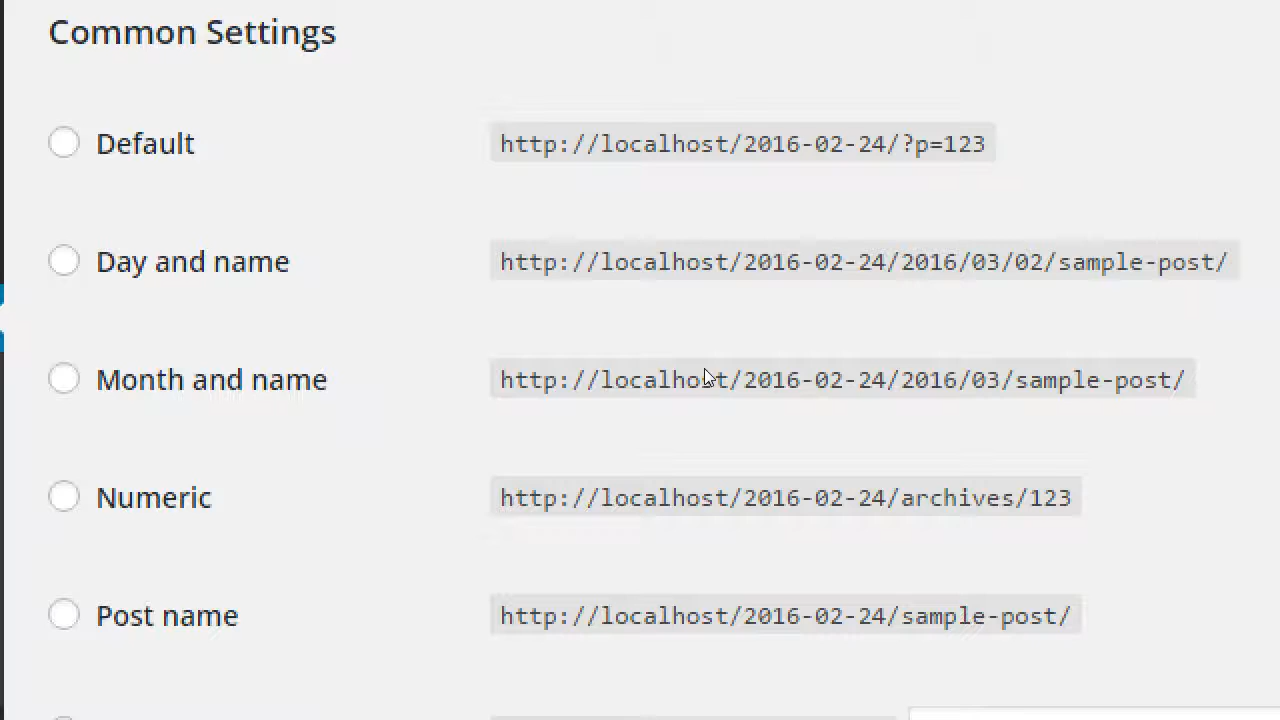 Common Settings
Default http://localhost/2016-02-24/?p=123
Day and name http://localhost/2016-02-24/2016/03/02/sample-post/
Month and name http://localhost/2016-02-24/2016/03/sample-post/
Numeric http://localhost/2016-02-24/archives/123
Post name http://localhost/2016-02-24/sample-post/